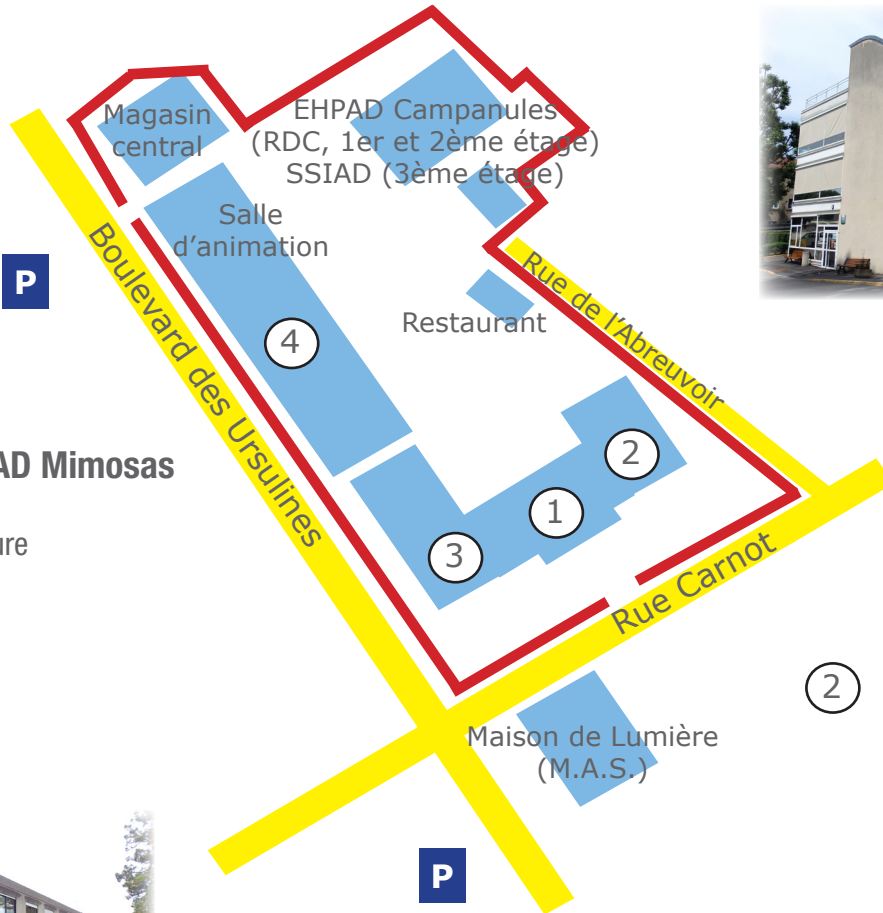 Magasin
central
EHPAD Campanules
(RDC, 1er et 2ème étage)
SSIAD (3ème étage)
Salle
d'animation
P
Boulevard des Ursulines
Rue de l'Abreuvoir
Restaurant
4
2
1
3
AD Mimosas
ure
Rue Carnot
2
Maison de Lumière
(M.A.S.)
P